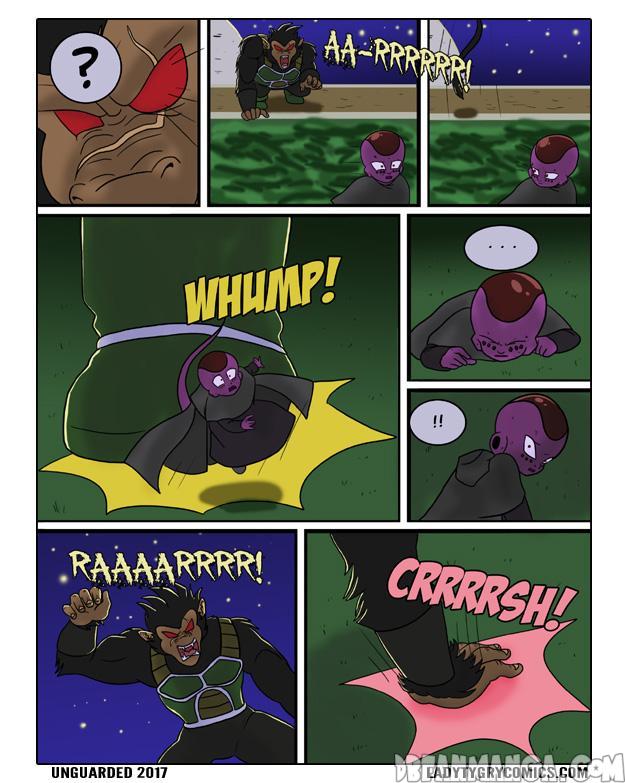 ?
AA-RRRRRR!
WHUMP!
...
!!
RAAAARRRR!
CRRRRSH!
UNGUARDED 2017
LADYTYGRYCOMICS.COM
DBFANMANGA.COM